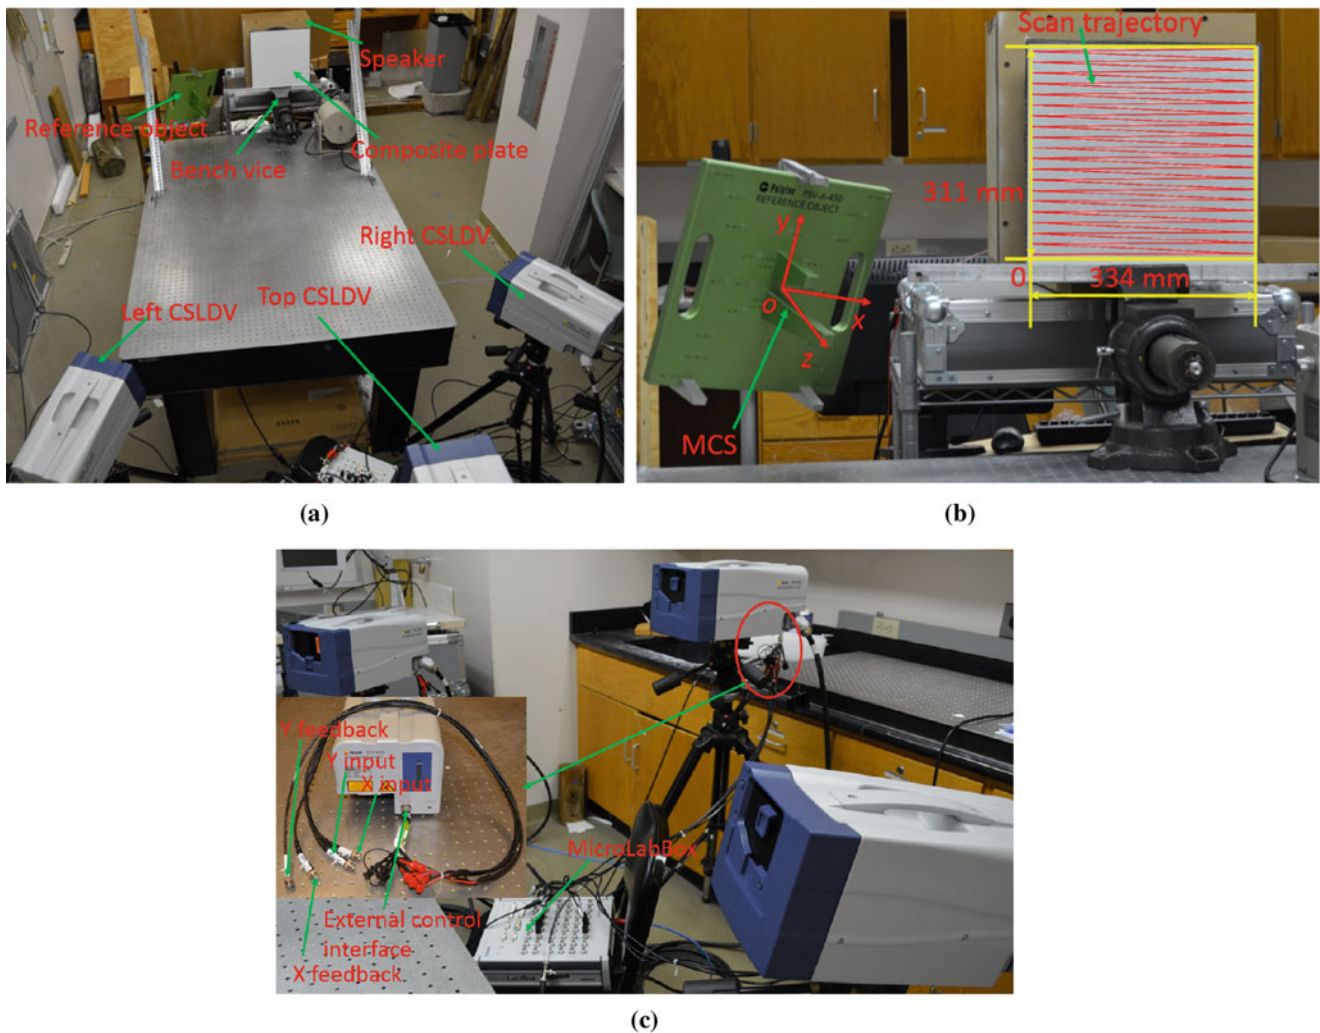 Speaker
Reference object
Bench vice
Composite plate
Right CSLDV
Top CSLDV
Left CSLDV
(a)
Scan trajectory
311 mm
0
334 mm
Polytec PSV-A-450
REFERENCE OBJECT
y
o
x
z
MCS
(b)
Y feedback
Y input
X input
MicroLabBox
External control
interface
X feedback
(c)